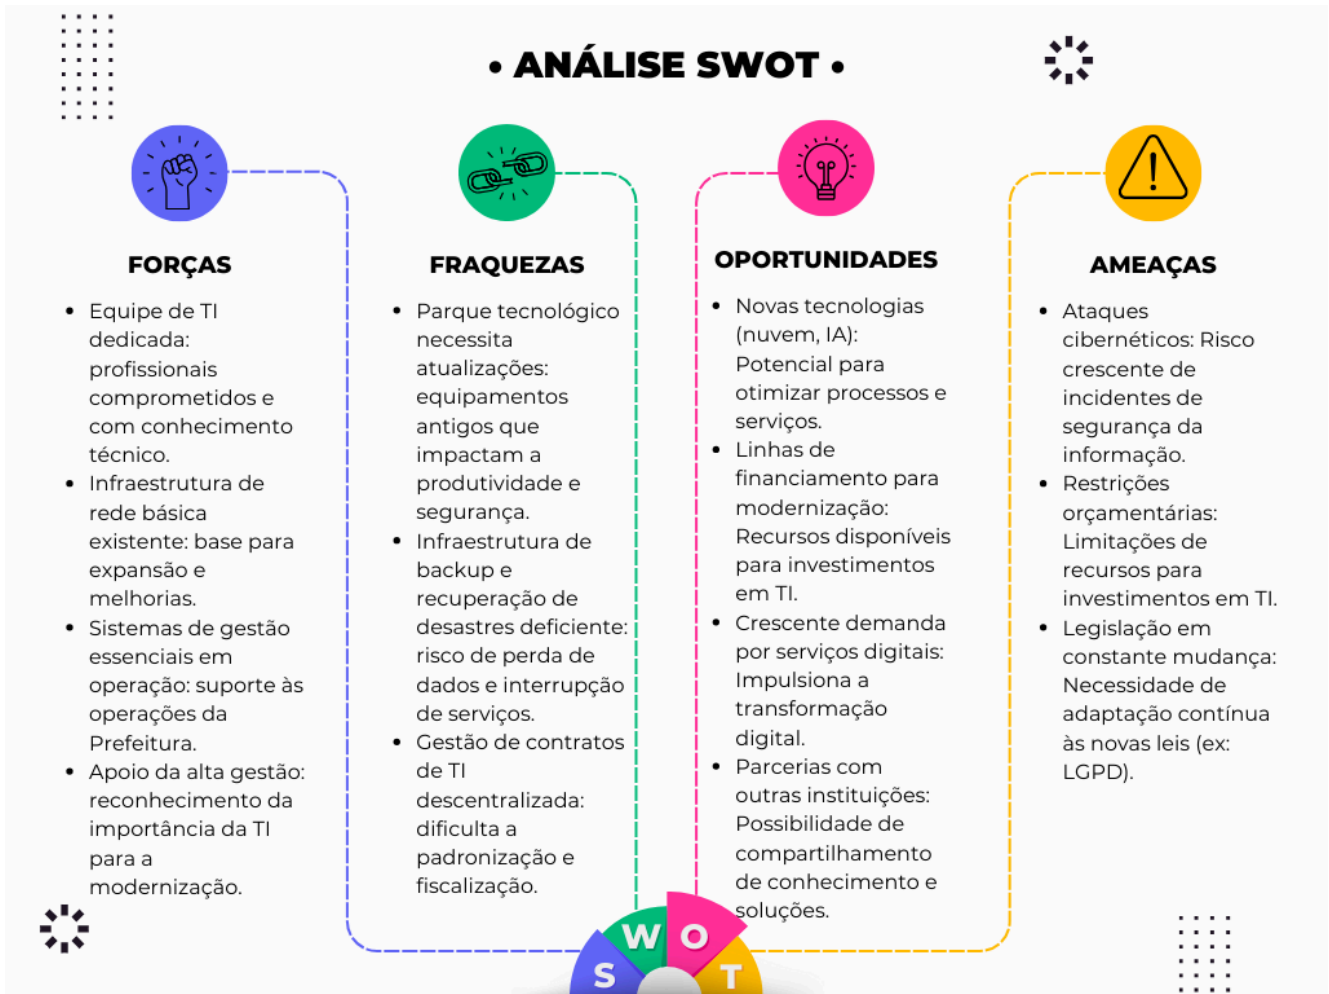 • ANÁLISE SWOT •
FORÇAS
• Equipe de TI
dedicada:
profissionais
comprometidos e
com conhecimento
técnico.
• Infraestrutura de
rede básica
existente: base para
expansão e
melhorias.
• Sistemas de gestão
essenciais em
operação: suporte às
operações da
Prefeitura.
• Apoio da alta gestão:
reconhecimento da
importância da TI
para a
modernização.
FRAQUEZAS
• Parque tecnológico
necessita
atualizações:
equipamentos
antigos que
impactam a
produtividade e
segurança.
• Infraestrutura de
backup e
recuperação de
desastres deficiente:
risco de perda de
dados e interrupção
de serviços.
• Gestão de contratos
de TI
descentralizada:
dificulta a
padronização e
fiscalização.
OPORTUNIDADES
• Novas tecnologias
(nuvem, IA):
Potencial para
otimizar processos e
serviços.
• Linhas de
financiamento para
modernização:
Recursos disponíveis
para investimentos
em TI.
• Crescente demanda
por serviços digitais:
Impulsiona a
transformação
digital.
• Parcerias com
outras instituições:
Possibilidade de
compartilhamento
de conhecimento e
soluções.
AMEAÇAS
• Ataques
cibernéticos: Risco
crescente de
incidentes de
segurança da
informação.
• Restrições
orçamentárias:
Limitações de
recursos para
investimentos em TI.
• Legislação em
constante mudança:
Necessidade de
adaptação contínua
às novas leis (ex:
LGPD).
S W O T